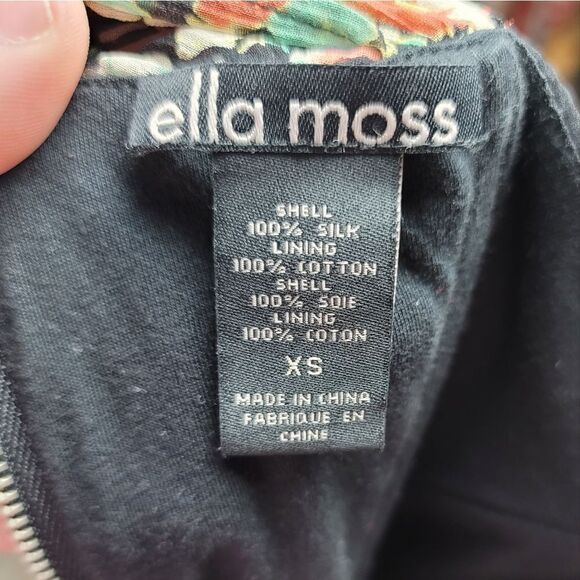 ella moss
SHELL
100% SILK
LINING
100% COTTON
SHELL
100% SOIE
LINING
100% COTON
XS
MADE IN CHINA
FABRIQUE EN
CHINE